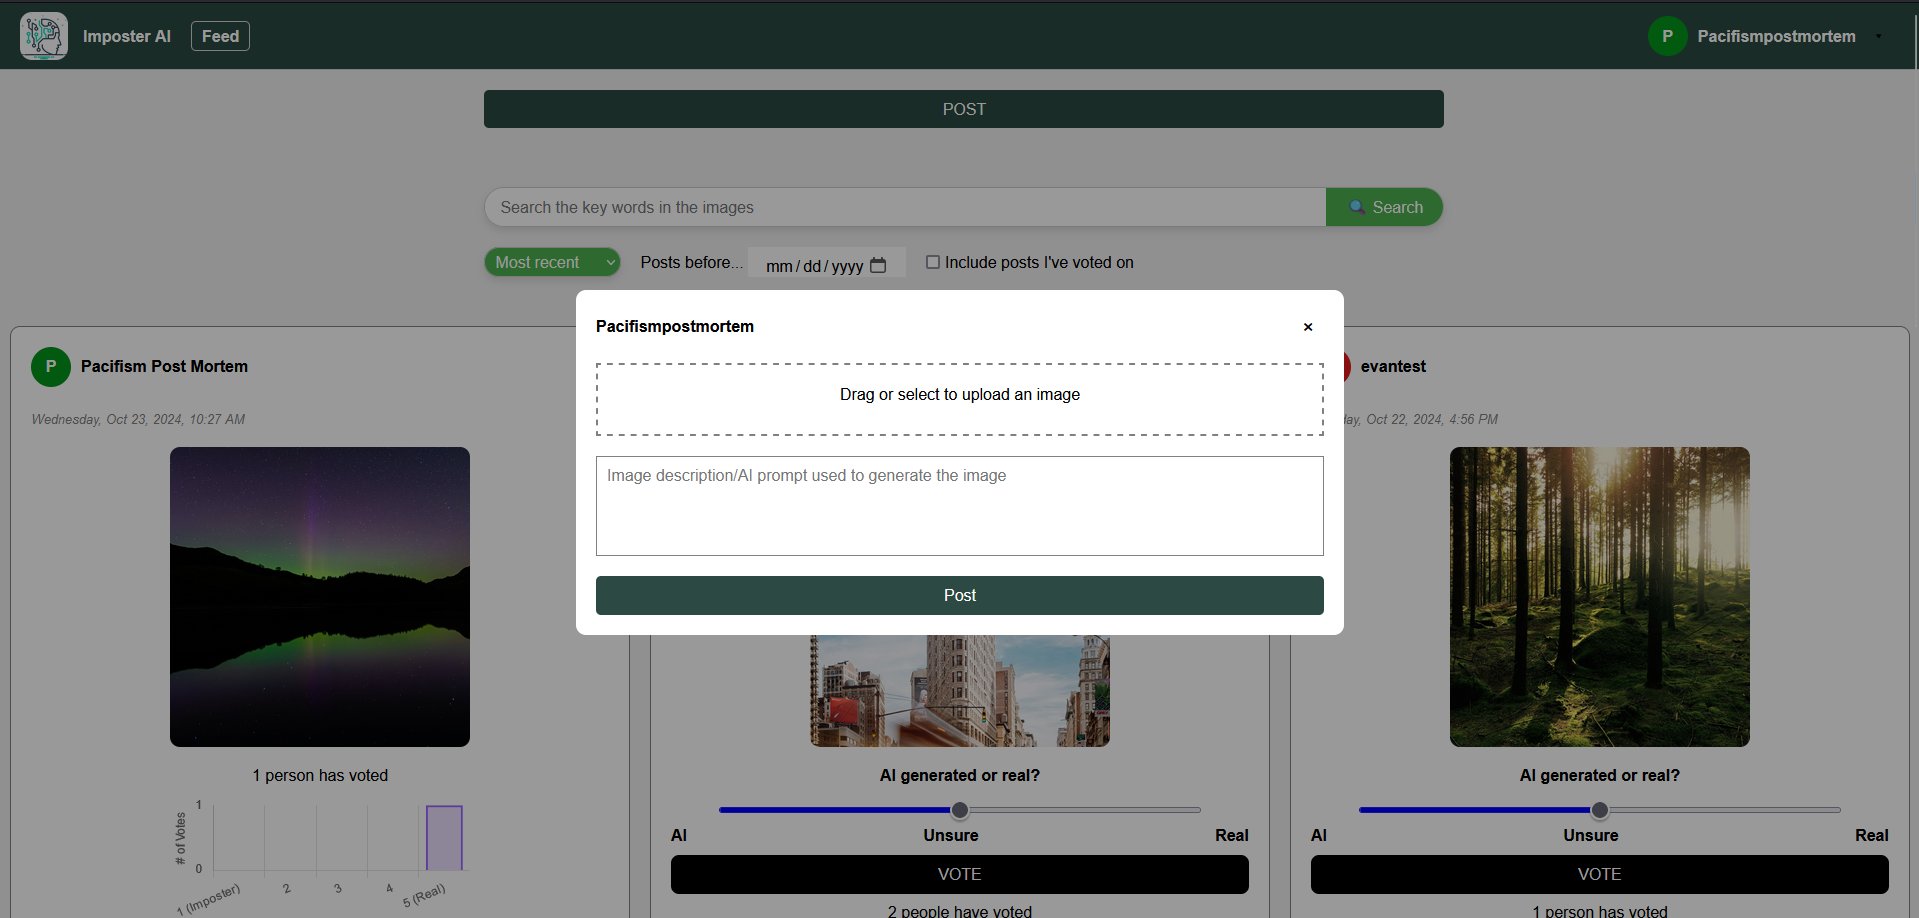 Imposter AI
Feed
P
Pacifismpostmortem
POST
Search the key words in the images
Search
Most recent
Posts before...
mm/dd/yyyy
Include posts I've voted on
Pacifismpostmortem
×
Drag or select to upload an image
Image description/AI prompt used to generate the image
Post
P
Pacifism Post Mortem
Wednesday, Oct 23, 2024, 10:27 AM
1 person has voted
# of Votes
1
0
1 (Imposter)
2
3
4
5 (Real)
AI generated or real?
AI
Unsure
Real
VOTE
2 people have voted
evantest
day, Oct 22, 2024, 4:56 PM
AI generated or real?
AI
Unsure
Real
VOTE
1 person has voted